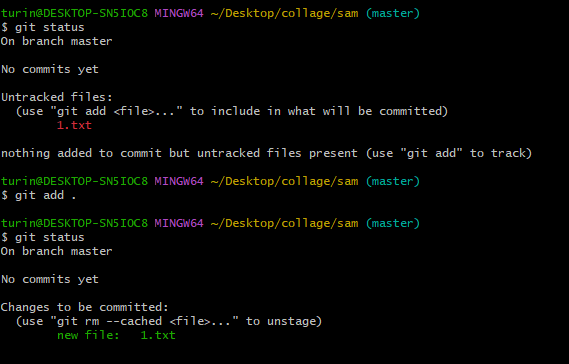 turin@DESKTOP-SN5IOC8 MINGW64 ~/Desktop/collage/sam (master)
$ git status
On branch master

No commits yet

Untracked files:
  (use "git add <file>..." to include in what will be committed)
        1.txt

nothing added to commit but untracked files present (use "git add" to track)

turin@DESKTOP-SN5IOC8 MINGW64 ~/Desktop/collage/sam (master)
$ git add .

turin@DESKTOP-SN5IOC8 MINGW64 ~/Desktop/collage/sam (master)
$ git status
On branch master

No commits yet

Changes to be committed:
  (use "git rm --cached <file>..." to unstage)
        new file:   1.txt